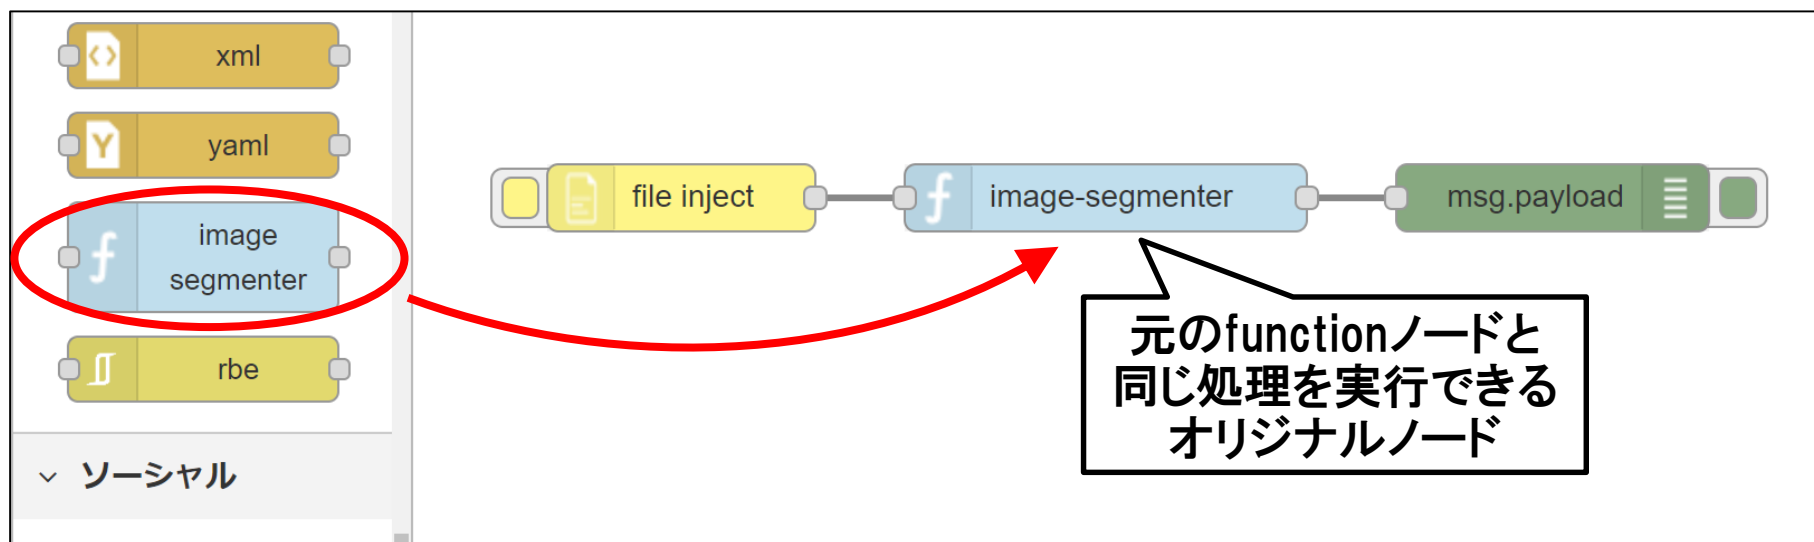 xml
yaml
image
segmenter
rbe
ソーシャル
file inject
image-segmenter
msg.payload
元のfunctionノードと
同じ処理を実行できる
オリジナルノード